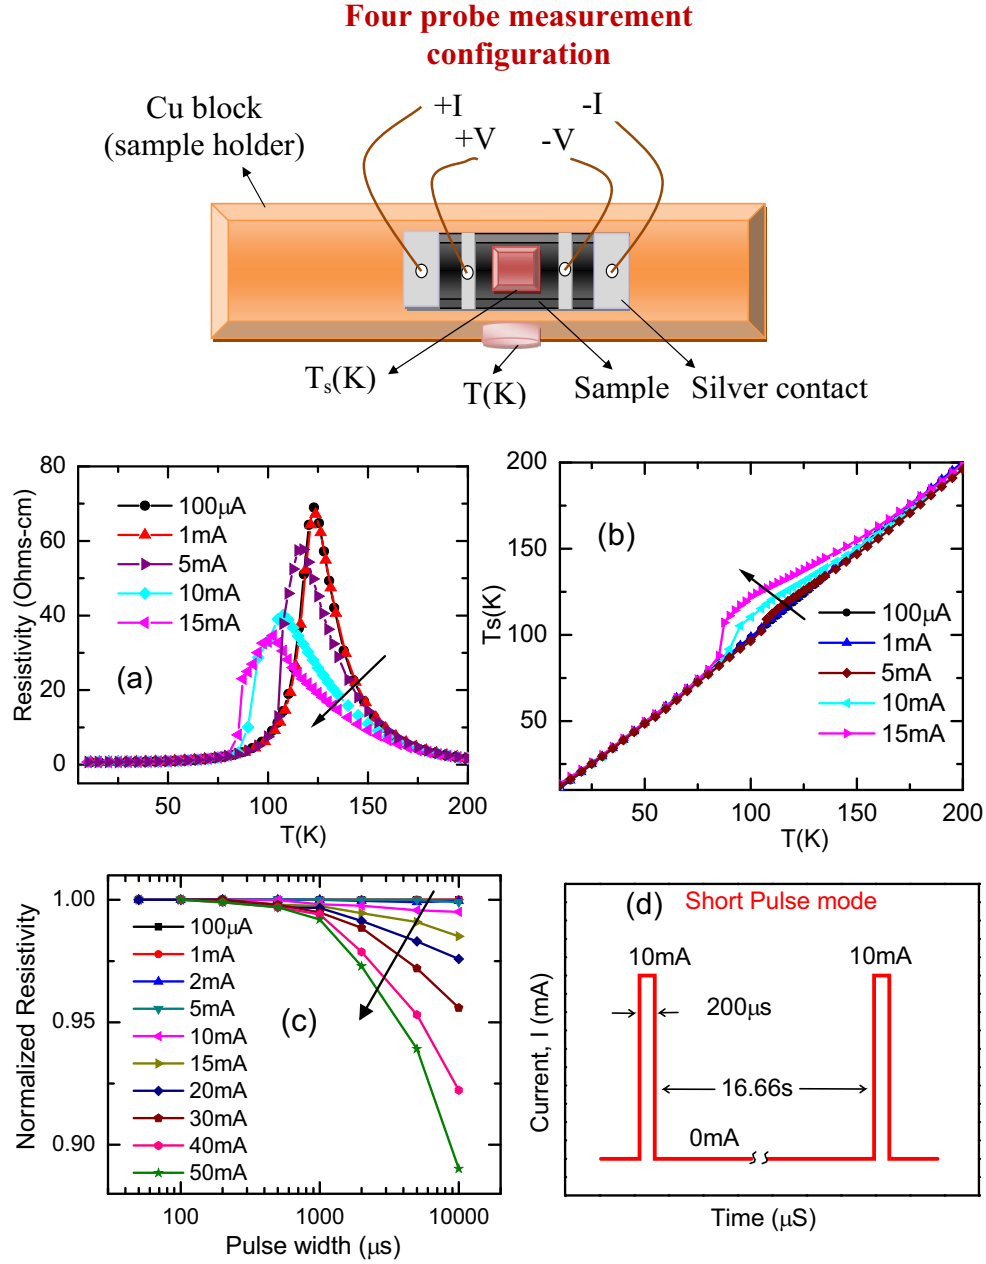 Four probe measurement
configuration
Cu block
(sample holder)
+I
-I
+V
-V
Ts(K)
T(K)
Sample
Silver contact
80
60
40
20
0
Resistivity (Ohms-cm)
100μA
1mA
5mA
10mA
15mA
(a)
50
100
150
200
T(K)
200
150
100
50
Ts(K)
(b)
100μA
1mA
5mA
10mA
15mA
50
100
150
200
T(K)
1.00
0.95
0.90
Normalized Resistivity
100μA
1mA
2mA
5mA
10mA
15mA
20mA
30mA
40mA
50mA
(c)
100
1000
10000
Pulse width (μs)
(d)
Short Pulse mode
10mA
10mA
200μs
16.66s
0mA
Current, I (mA)
Time (μS)